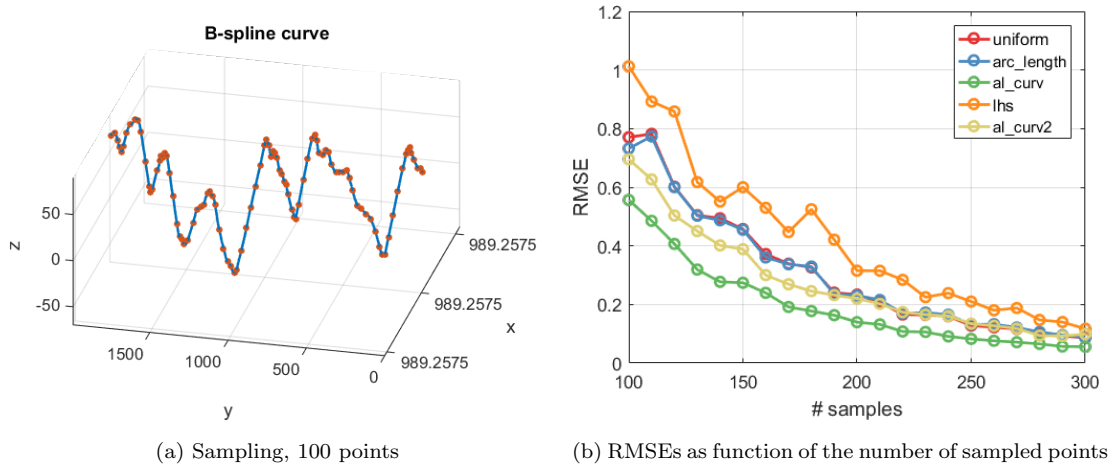 B-spline curve
50
0
-50
z
1500
1000
500
0
y
989.2575
989.2575
989.2575
x
(a) Sampling, 100 points
1.2
1
0.8
0.6
0.4
0.2
0
RMSE
100
150
200
250
300
# samples
uniform
arc_length
al_curv
lhs
al_curv2
(b) RMSEs as function of the number of sampled points